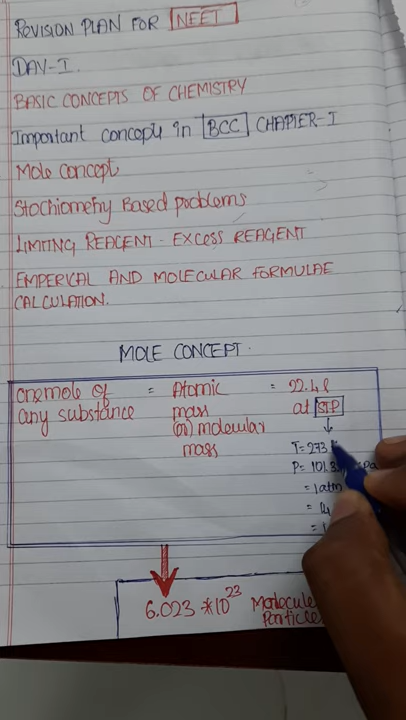 REVISION PLAN FOR NEET
DAY-I.
BASIC CONCEPTS OF CHEMISTRY
Important concepts in BCC CHAPTER-I
Mole concept
Stochiometry Based problems
LIMITING REAGENT - EXCESS REAGENT
EMPERICAL AND MOLECULAR FORMULAE
CALCULATION.
MOLE CONCEPT.
one mole of = Atomic = 22.4 l
any substance mass at STP
(or) molecular
mass
T=273
P= 101.3
= 1atm
6.023 *10^23 Molecule
Particle